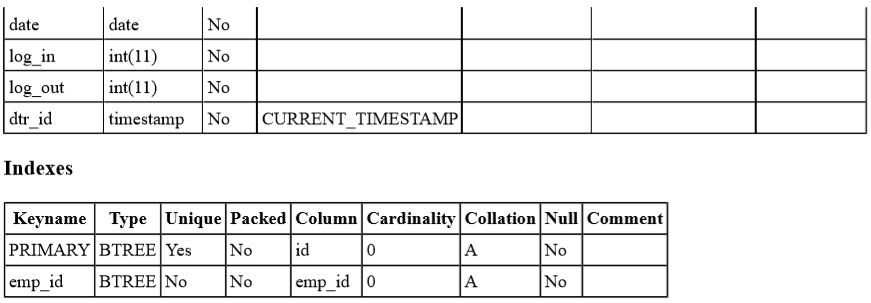 date date No
log_in int(11) No
log_out int(11) No
dtr_id timestamp No CURRENT_TIMESTAMP
Indexes
Keyname Type Unique Packed Column Cardinality Collation Null Comment
PRIMARY BTREE Yes No id 0 A No
emp_id BTREE No No emp_id 0 A No